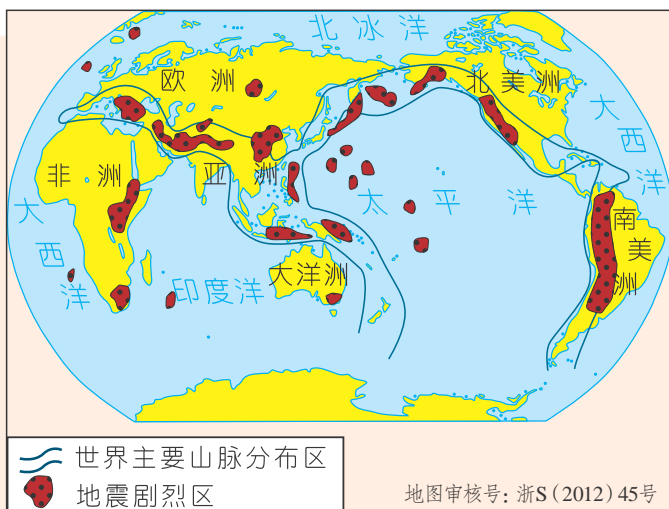 北冰洋
欧 洲
北美洲
大西洋
非 洲
亚 洲
太 平 洋
大西洋
南美洲
印度洋
大洋洲
世界主要山脉分布区
地震剧烈区
地图审核号：浙S（2012）45号